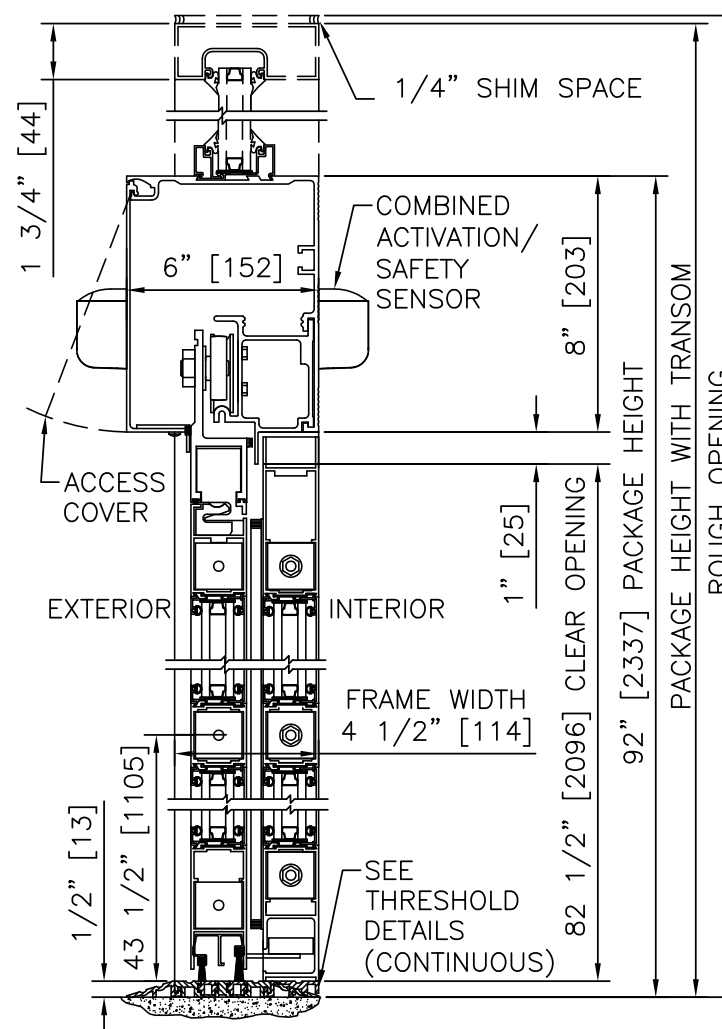 1/4” SHIM SPACE
1 3/4” [44]
COMBINED
ACTIVATION/
SAFETY
SENSOR
6” [152]
8” [203]
ACCESS
COVER
1” [25]
EXTERIOR
INTERIOR
FRAME WIDTH
4 1/2” [114]
82 1/2” [2096] CLEAR OPENING
92” [2337] PACKAGE HEIGHT
PACKAGE HEIGHT WITH TRANSOM
ROUGH OPENING
1/2” [13]
43 1/2” [1105]
SEE
THRESHOLD
DETAILS
(CONTINUOUS)